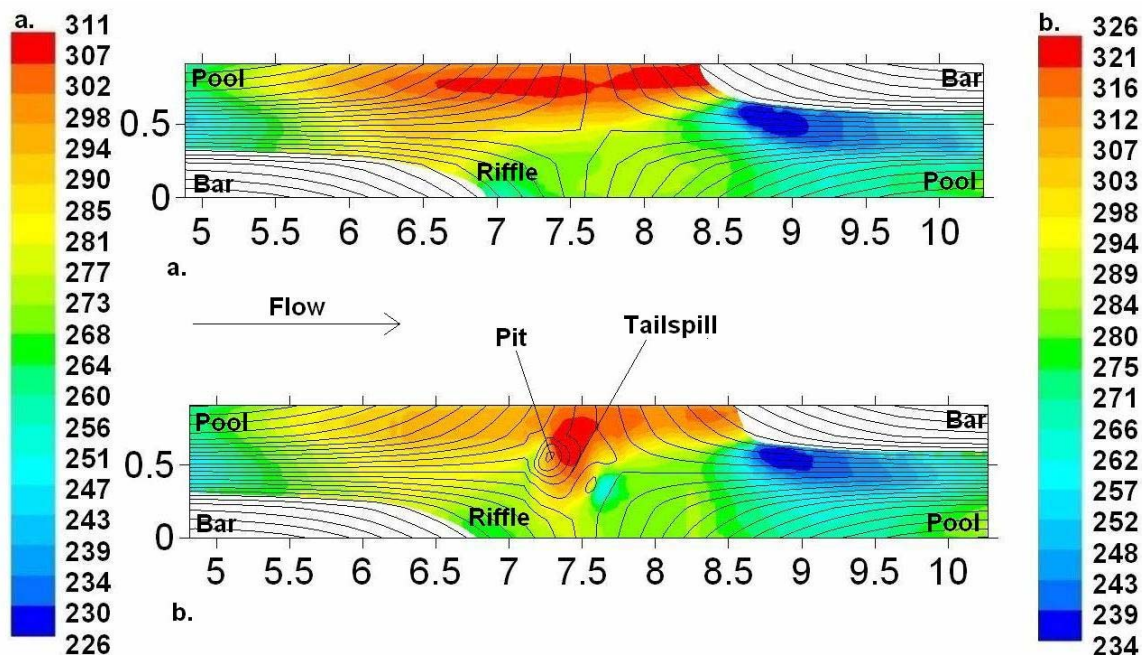 a.
311
307
302
298
294
290
285
281
277
273
268
264
260
256
251
247
243
239
234
230
226
Pool
Bar
0.5
Riffle
Bar
Pool
0
5 5.5 6 6.5 7 7.5 8 8.5 9 9.5 10
a.
Flow
Pit
Tailspill
Pool
Bar
0.5
Riffle
Bar
Pool
0
5 5.5 6 6.5 7 7.5 8 8.5 9 9.5 10
b.
b.
326
321
316
312
307
303
298
294
289
284
280
275
271
266
262
257
252
248
243
239
234